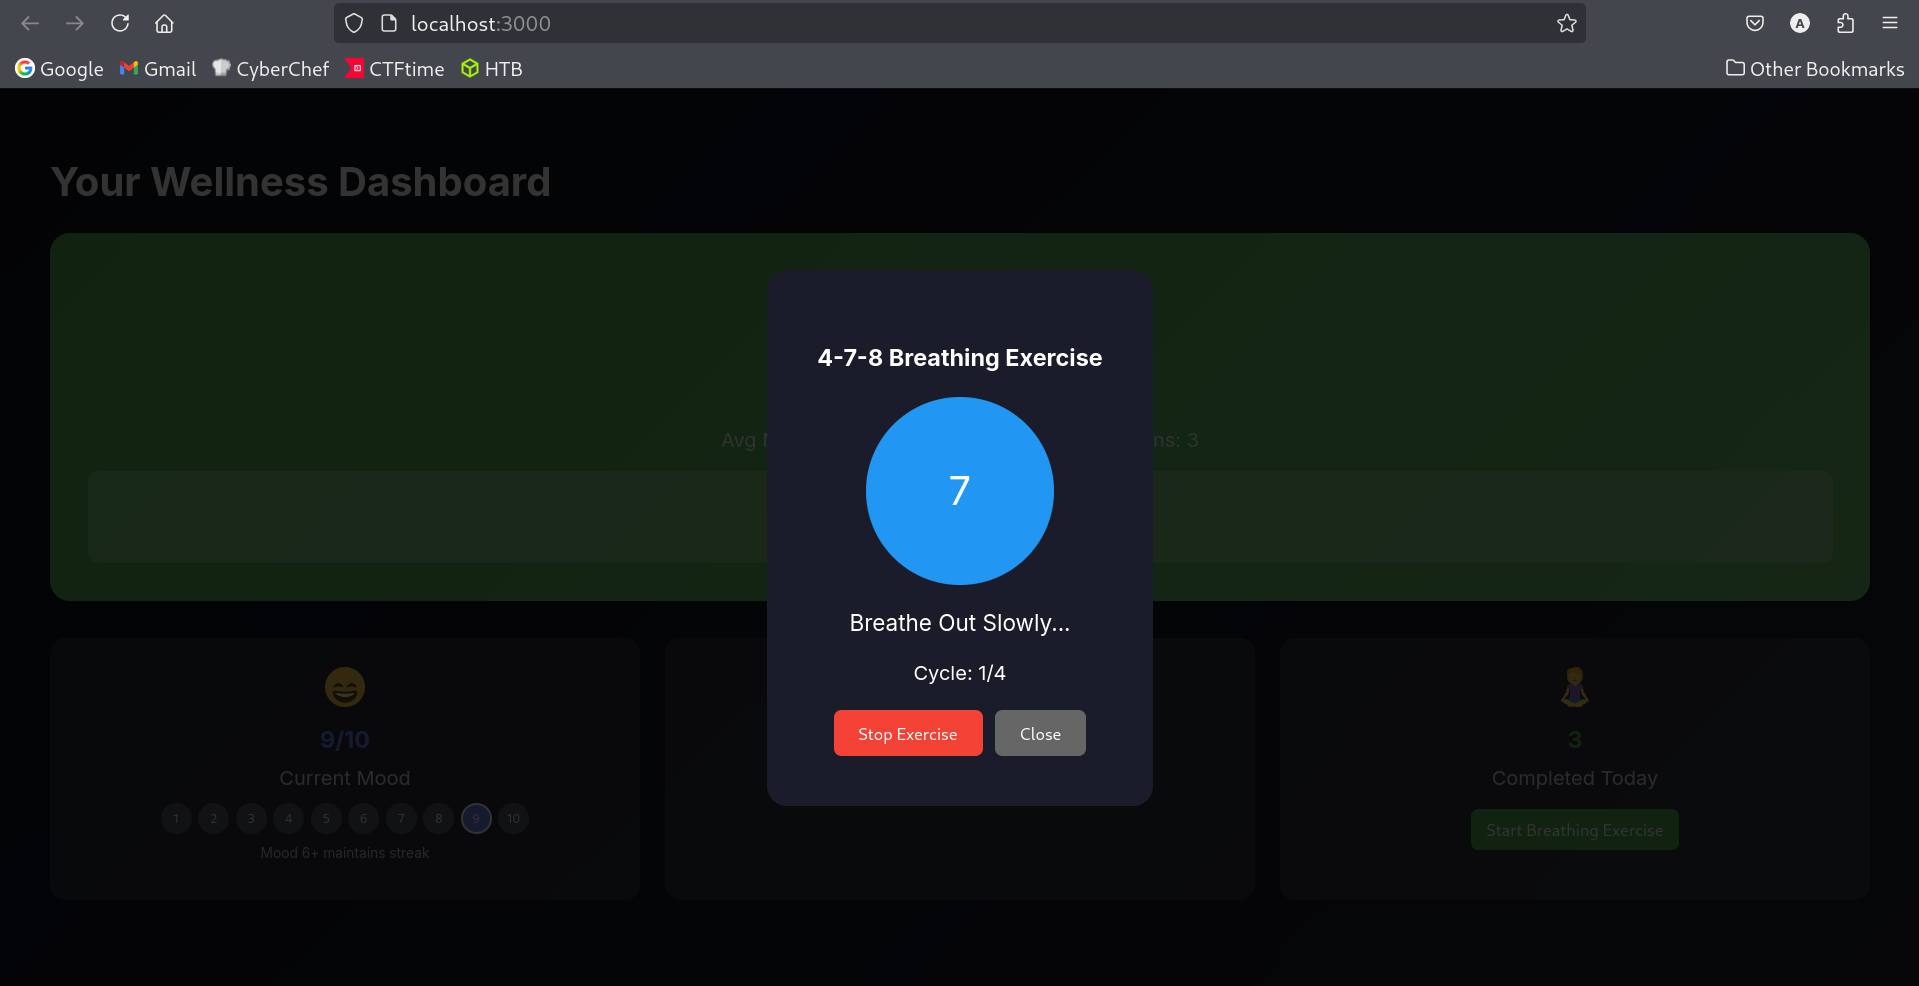 localhost:3000
A
Google Gmail CyberChef CTFtime HTB Other Bookmarks
Your Wellness Dashboard
4-7-8 Breathing Exercise
7
Avg
ns: 3
Breathe Out Slowly...
Cycle: 1/4
Stop Exercise Close
9/10
Current Mood
1 2 3 4 5 6 7 8 9 10
Mood 6+ maintains streak
3
Completed Today
Start Breathing Exercise